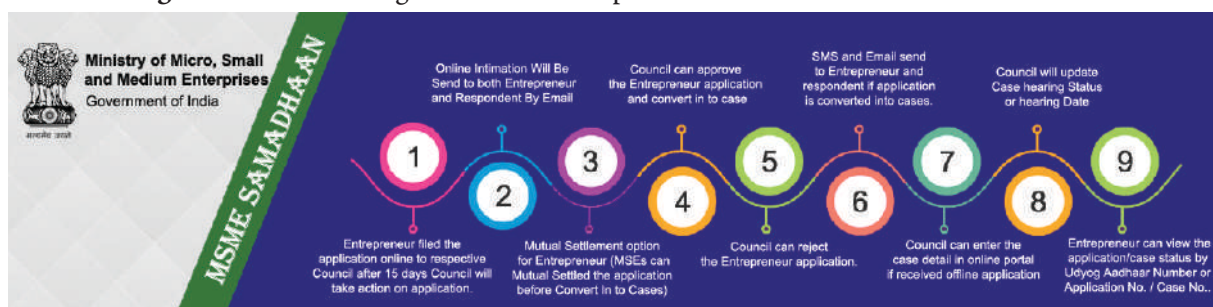 Ministry of Micro, Small
and Medium Enterprises
Government of India
सत्यमेव जयते
MSME SAMADHAAN
1
Entrepreneur filed the
application online to respective
Council after 15 days Council will
take action on application.
Online Intimation Will Be
Send to both Entrepreneur
and Respondent By Email
2
3
Mutual Settlement option
for Entrepreneur (MSEs can
Mutual Settled the application
before Convert In to Cases)
Council can approve
the Entrepreneur application
and convert in to case
4
5
Council can reject
the Entrepreneur application.
SMS and Email send
to Entrepreneur and
respondent if application
is converted into cases.
6
7
Council can enter the
case detail in online portal
if received offline application
Council will update
Case hearing Status
or hearing Date
8
9
Entrepreneur can view the
application/case status by
Udyog Aadhaar Number or
Application No. / Case No..